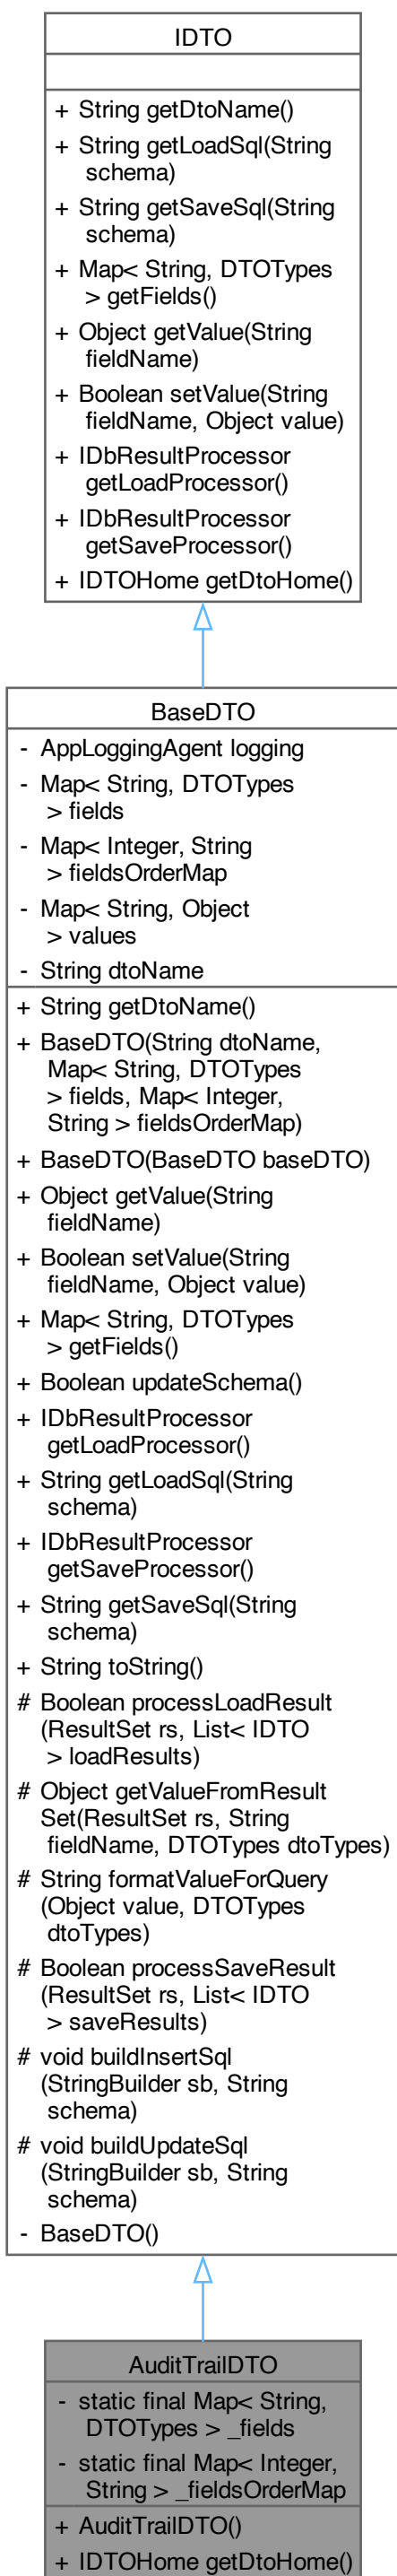 IDTO
+ String getDtoName()
+ String getLoadSql(String
schema)
+ String getSaveSql(String
schema)
+ Map< String, DTOTypes
> getFields()
+ Object getValue(String
fieldName)
+ Boolean setValue(String
fieldName, Object value)
+ IDbResultProcessor
getLoadProcessor()
+ IDbResultProcessor
getSaveProcessor()
+ IDTOHome getDtoHome()
BaseDTO
- AppLoggingAgent logging
- Map< String, DTOTypes
> fields
- Map< Integer, String
> fieldsOrderMap
- Map< String, Object
> values
- String dtoName
+ String getDtoName()
+ BaseDTO(String dtoName,
Map< String, DTOTypes
> fields, Map< Integer,
String > fieldsOrderMap)
+ BaseDTO(BaseDTO baseDTO)
+ Object getValue(String
fieldName)
+ Boolean setValue(String
fieldName, Object value)
+ Map< String, DTOTypes
> getFields()
+ Boolean updateSchema()
+ IDbResultProcessor
getLoadProcessor()
+ String getLoadSql(String
schema)
+ IDbResultProcessor
getSaveProcessor()
+ String getSaveSql(String
schema)
+ String toString()
# Boolean processLoadResult
(ResultSet rs, List< IDTO
> loadResults)
# Object getValueFromResult
Set(ResultSet rs, String
fieldName, DTOTypes dtoTypes)
# String formatValueForQuery
(Object value, DTOTypes
dtoTypes)
# Boolean processSaveResult
(ResultSet rs, List< IDTO
> saveResults)
# void buildInsertSql
(StringBuilder sb, String
schema)
# void buildUpdateSql
(StringBuilder sb, String
schema)
- BaseDTO()
AuditTrailDTO
- static final Map< String,
DTOTypes > _fields
- static final Map< Integer,
String > _fieldsOrderMap
+ AuditTrailDTO()
+ IDTOHome getDtoHome()